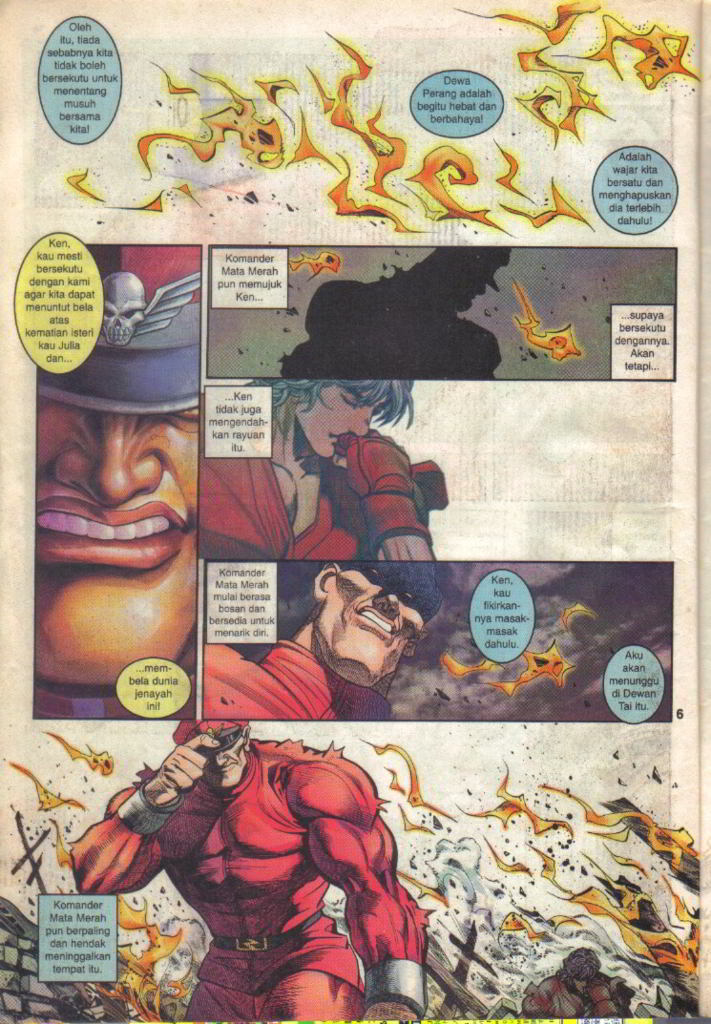 Oleh
itu, tiada
sebabnya kita
tidak boleh
bersekutu untuk
menentang
musuh
bersama
kita!
Dewa
Perang adalah
begitu hebat dan
berbahaya!
Adalah
wajar kita
bersatu dan
menghapuskan
dia terlebih
dahulu!
Ken,
kau mesti
bersekutu
dengan kami
agar kita dapat
menuntut bela
atas
kematian isteri
kau Julia
dan...
...mem-
bela dunia
jenayah
ini!
Komander
Mata Merah
pun memujuk
Ken...
...supaya
bersekutu
dengannya.
Akan
tetapi...
...Ken
tidak juga
mengendah-
kan rayuan
itu.
Komander
Mata Merah
mulai berasa
bosan dan
bersedia untuk
menarik diri.
Ken,
kau
fikirkan-
nya masak-
masak
dahulu.
Aku
akan
menunggu
di Dewan
Tai itu.
6
Komander
Mata Merah
pun berpaling
dan hendak
meninggalkan
tempat itu.